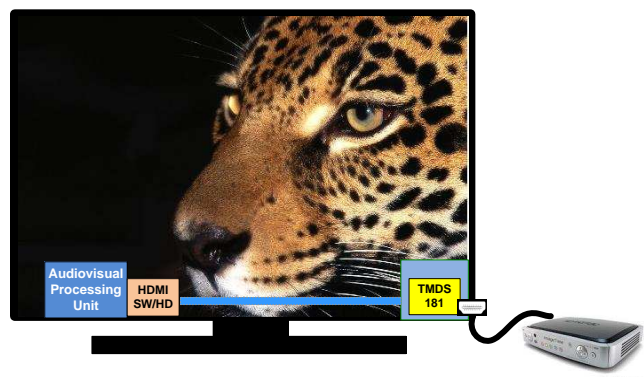 Audiovisual
Processing
Unit
HDMI
SW/HD
TMDS
181